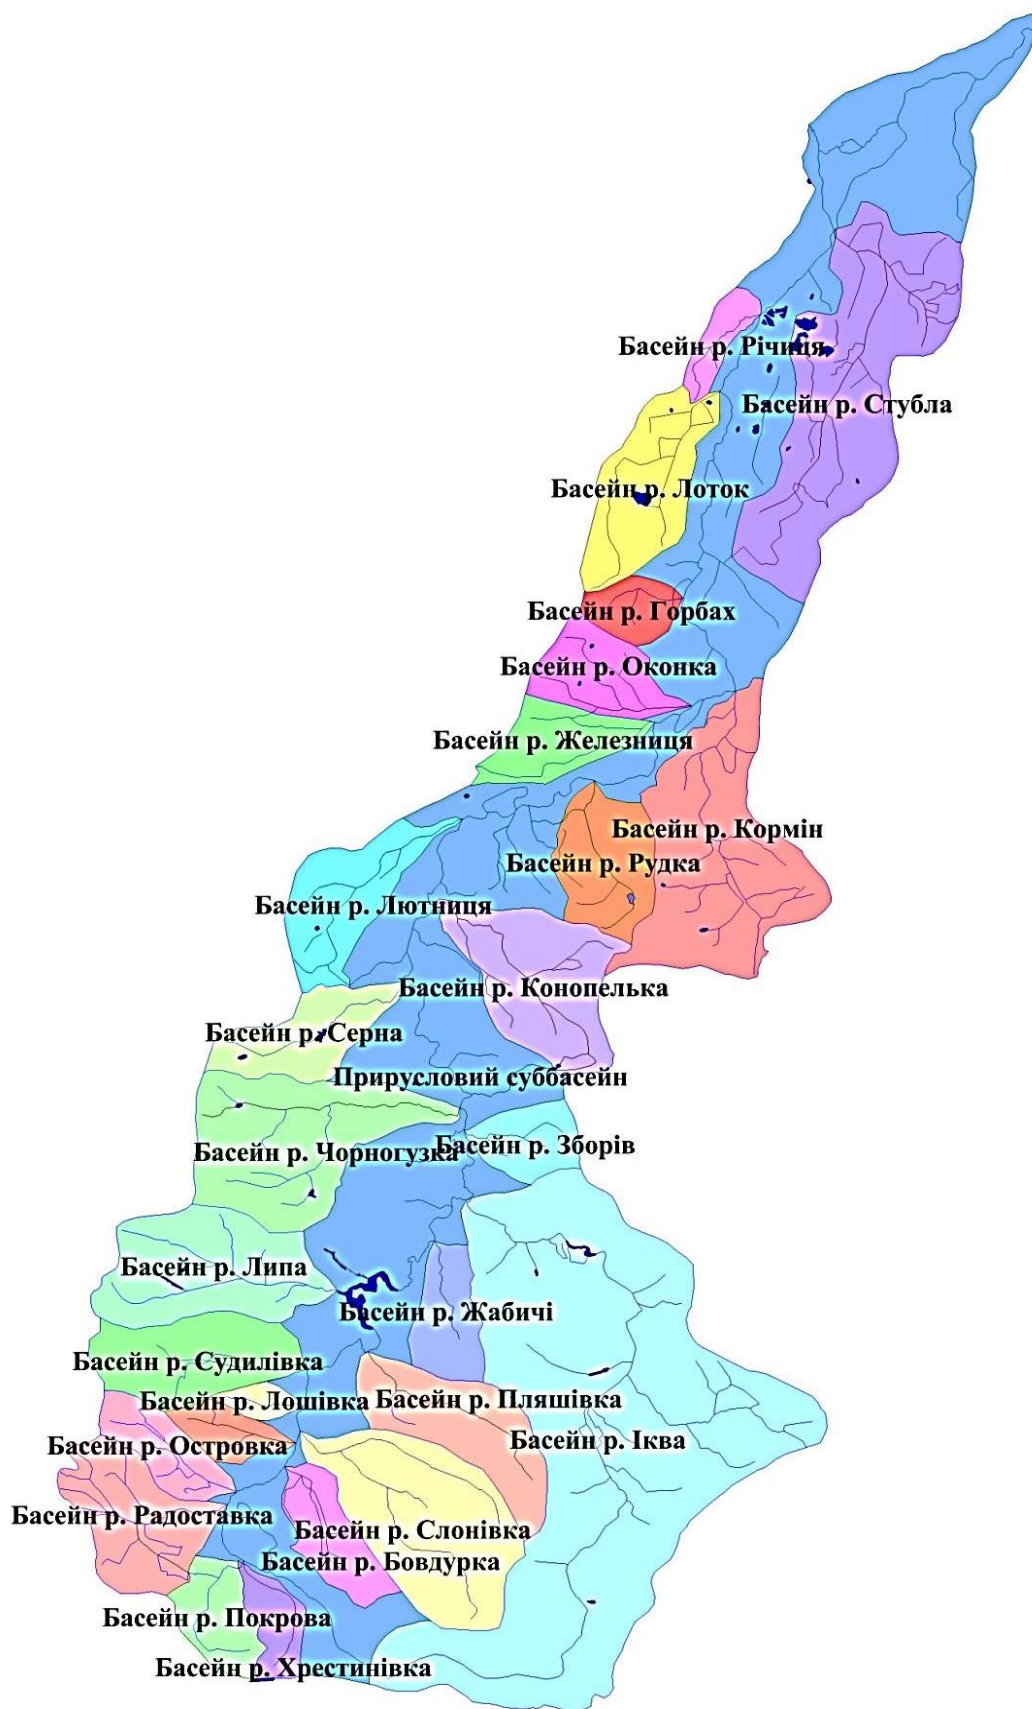 Басейн р. Річиця
Басейн р. Стубла
Басейн р. Лоток
Басейн р. Горбах
Басейн р. Оконка
Басейн р. Железниця
Басейн р. Кормін
Басейн р. Рудка
Басейн р. Лютниця
Басейн р. Конопелька
Басейн р. Серна
Прирусловий суббасейн
Басейн р. Зборів
Басейн р. Чорногузка
Басейн р. Липа
Басейн р. Жабичі
Басейн р. Судилівка
Басейн р. Лошівка
Басейн р. Пляшівка
Басейн р. Іква
Басейн р. Островка
Басейн р. Радоставка
Басейн р. Слонівка
Басейн р. Бовдурка
Басейн р. Покрова
Басейн р. Хрестинівка